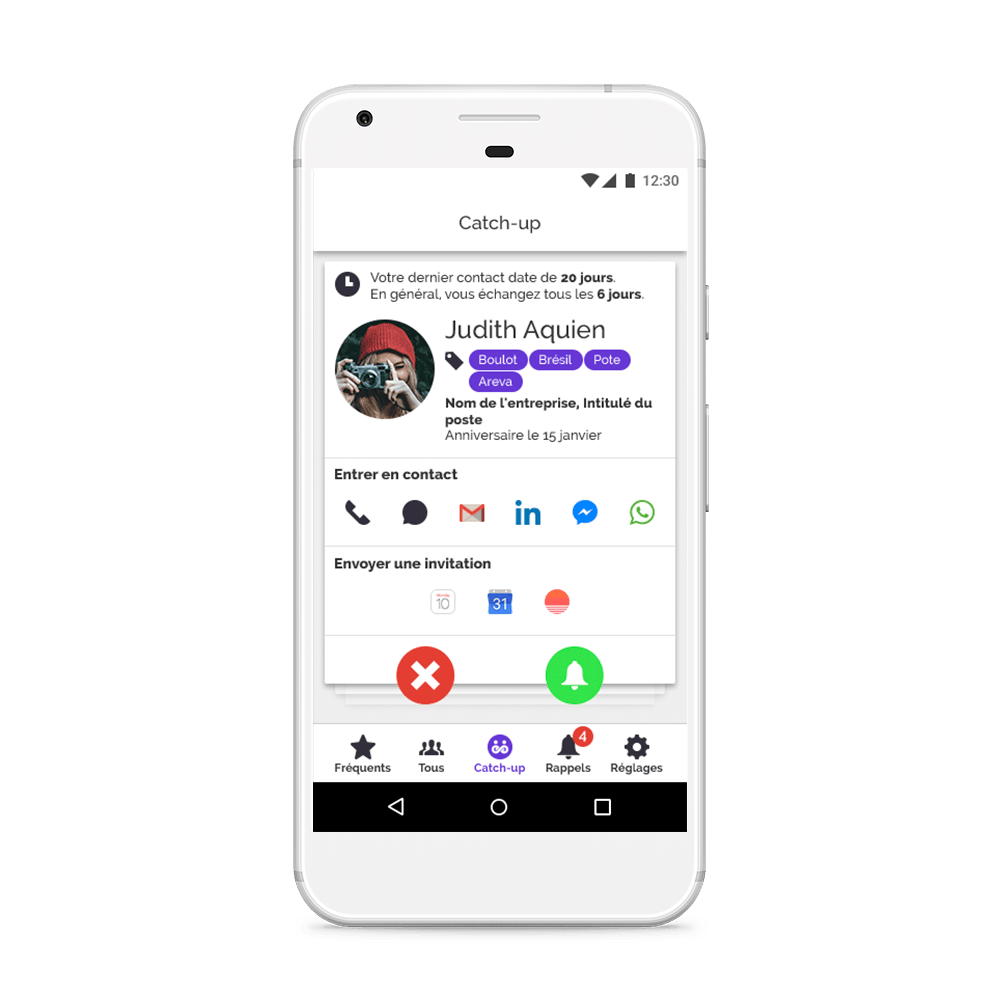 12:30
Catch-up
Votre dernier contact date de 20 jours.
En général, vous échangez tous les 6 jours.
Judith Aquien
Boulot Brésil Pote
Areva
Nom de l'entreprise, Intitulé du
poste
Anniversaire le 15 janvier
Entrer en contact
in
Envoyer une invitation
Monday
10
31
4
Fréquents Tous Catch-up Rappels Réglages